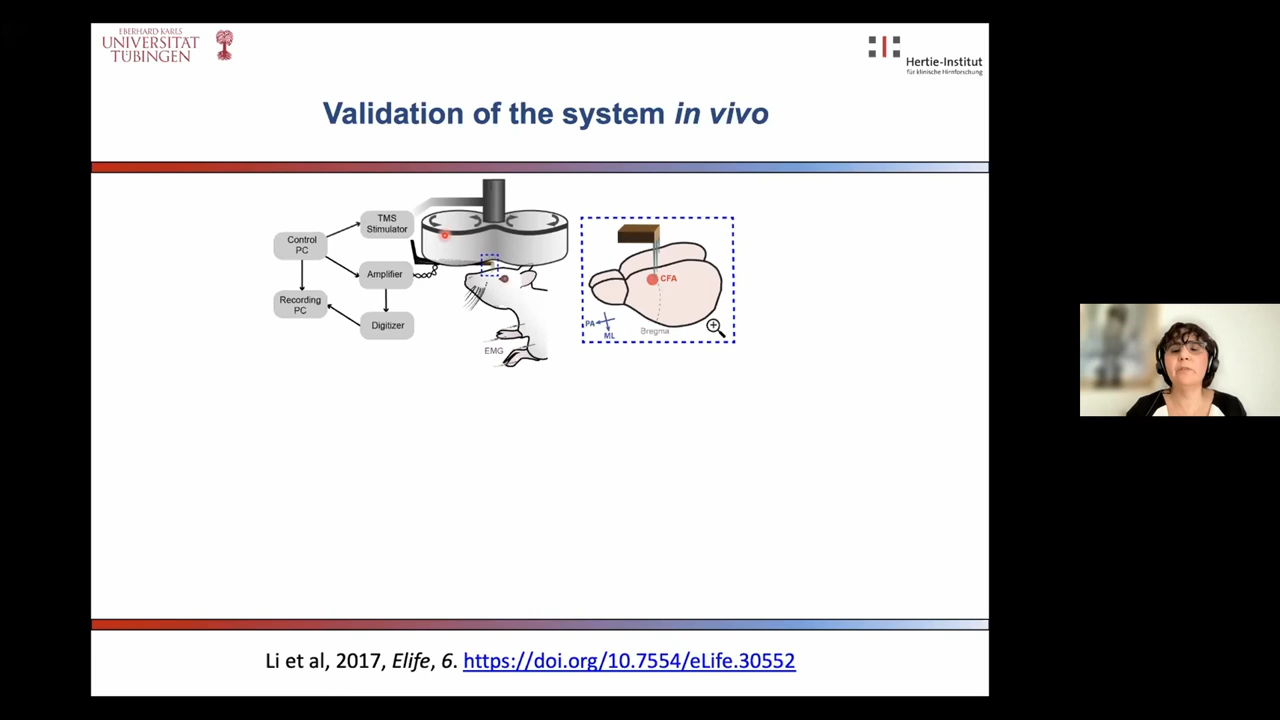 EBERHARD KARLS
UNIVERSITÄT
TÜBINGEN
Hertie-Institut
für klinische Hirnforschung
Validation of the system in vivo
TMS
Stimulator
Control
PC
Amplifier
Recording
PC
Digitizer
EMG
CFA
PA
ML
Bregma
Li et al, 2017, Elife, 6. https://doi.org/10.7554/eLife.30552